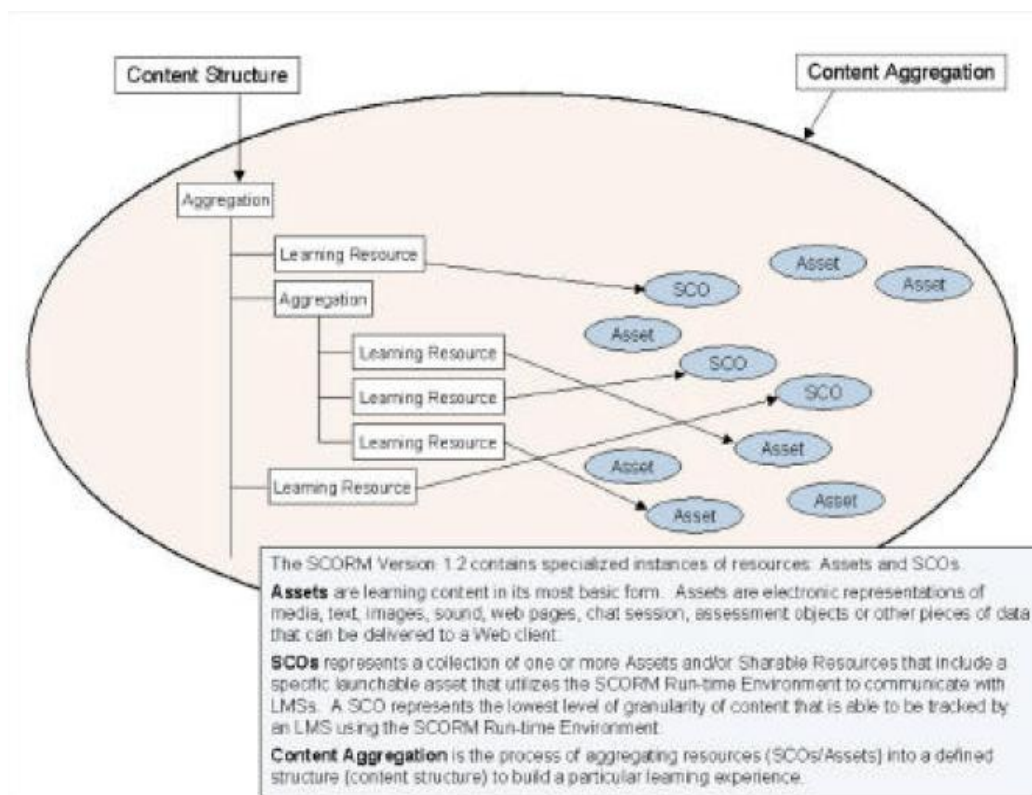 Content Structure
Content Aggregation
Aggregation
Learning Resource
Asset
Asset
SCO
Aggregation
Asset
Learning Resource
SCO
Learning Resource
SCO
Learning Resource
Asset
Asset
Learning Resource
Asset
Asset
The SCORM Version 1.2 contains specialized instances of resources: Assets and SCOs.
Assets are learning content in its most basic form. Assets are electronic representations of
media, text, images, sound, web pages, chat session, assessment objects or other pieces of data
that can be delivered to a Web client.
SCOs represents a collection of one or more Assets and/or Sharable Resources that include a
specific launchable asset that utilizes the SCORM Run-time Environment to communicate with
LMSs. A SCO represents the lowest level of granularity of content that is able to be tracked by
an LMS using the SCORM Run-time Environment.
Content Aggregation is the process of aggregating resources (SCOs/Assets) into a defined
structure (content structure) to build a particular learning experience.